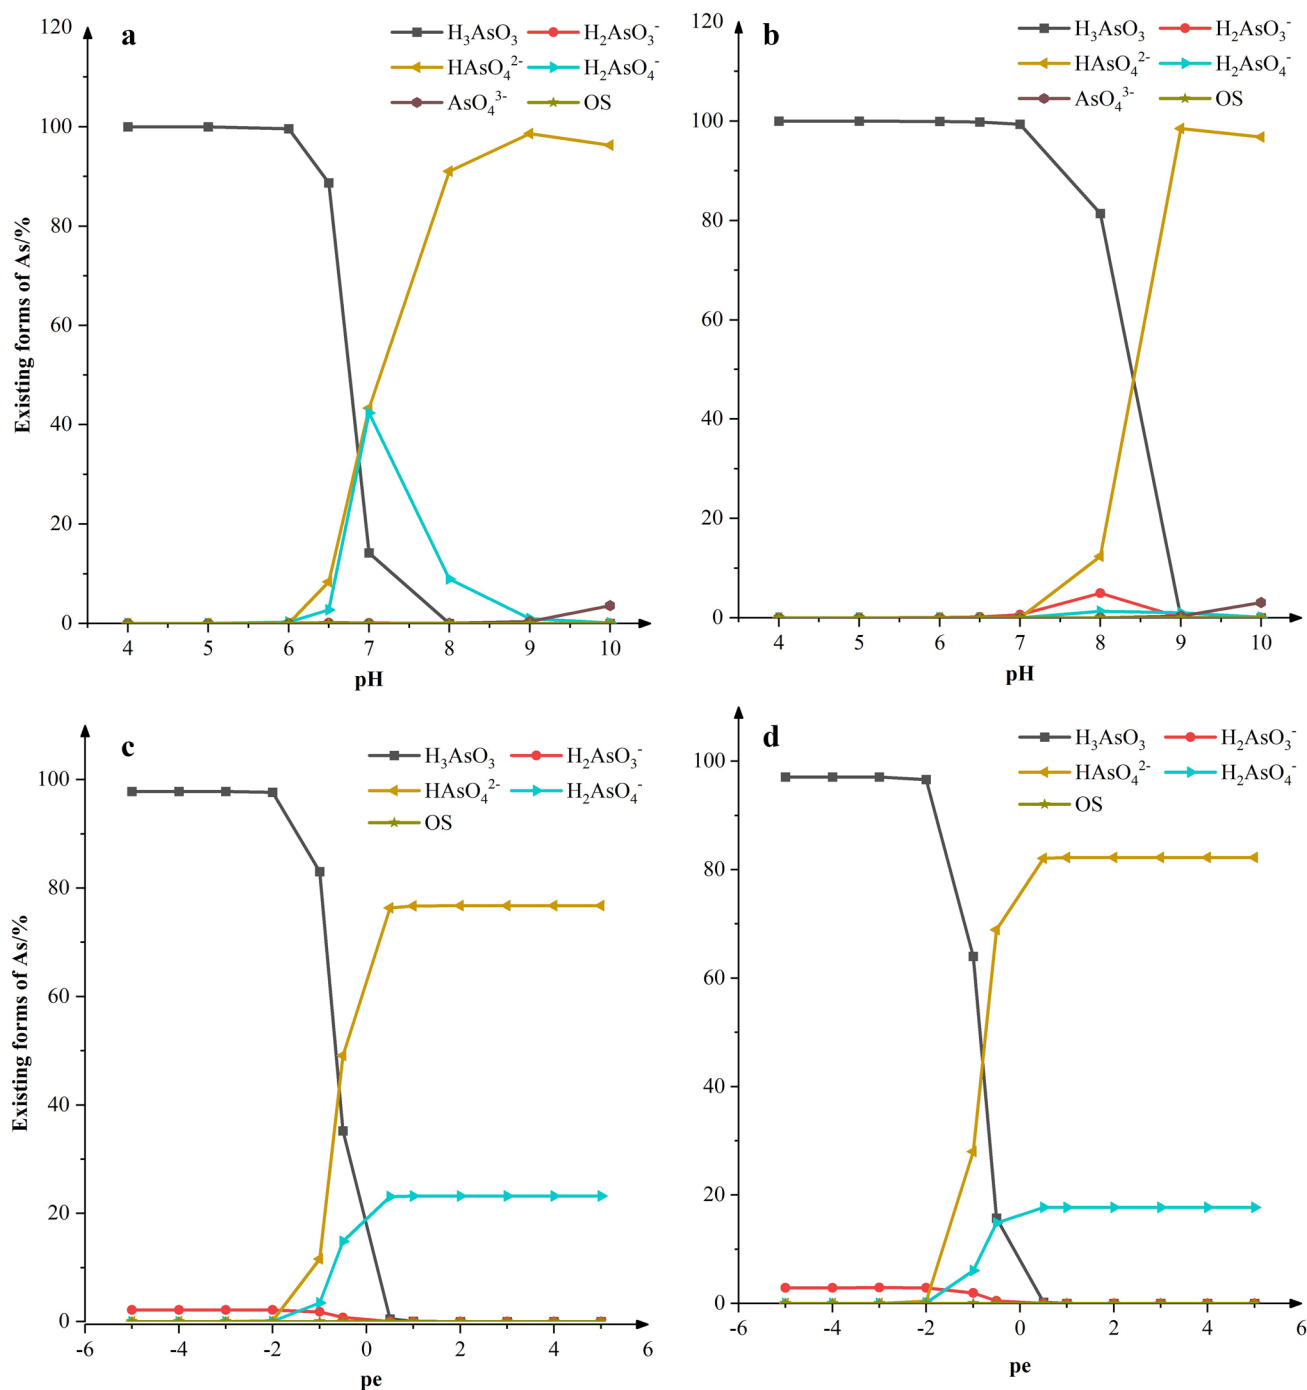 a
H₃AsO₃ H₂AsO₃⁻
HAsO₄²⁻ H₂AsO₄⁻
AsO₄³⁻ OS
120
100
80
60
40
20
0
Existing forms of As/%
4 5 6 7 8 9 10
pH
b
H₃AsO₃ H₂AsO₃⁻
HAsO₄²⁻ H₂AsO₄⁻
AsO₄³⁻ OS
120
100
80
60
40
20
0
4 5 6 7 8 9 10
pH
c
H₃AsO₃ H₂AsO₃⁻
HAsO₄²⁻ H₂AsO₄⁻
OS
100
80
60
40
20
0
Existing forms of As/%
-6 -4 -2 0 2 4 6
pe
d
H₃AsO₃ H₂AsO₃⁻
HAsO₄²⁻ H₂AsO₄⁻
OS
100
80
60
40
20
0
-6 -4 -2 0 2 4 6
pe